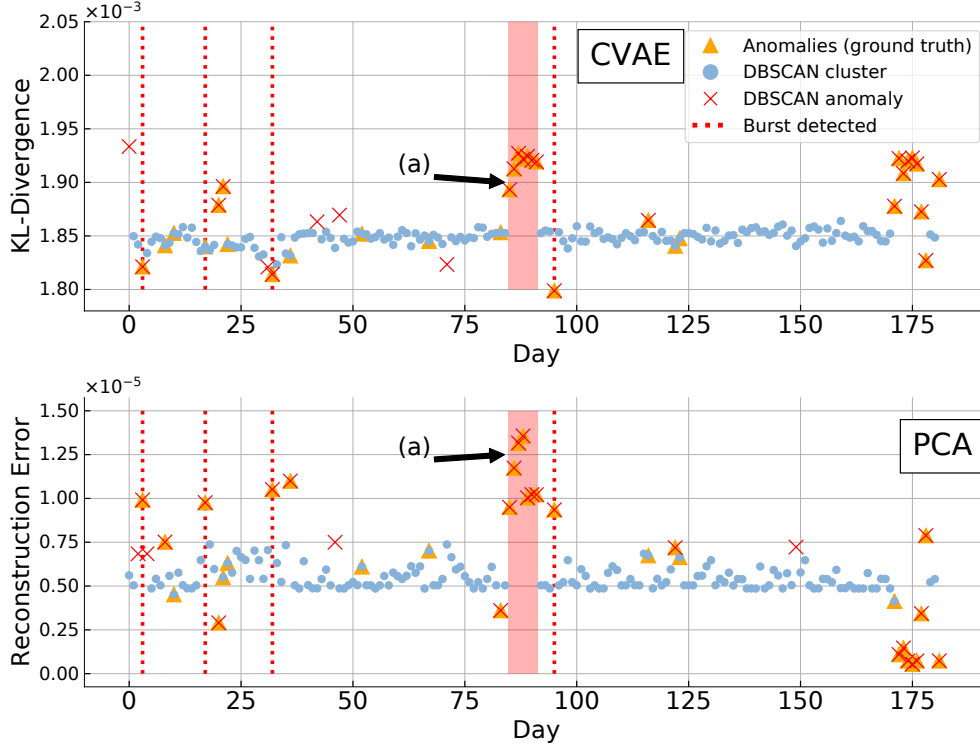 ×10⁻³
2.05
2.00
1.95
1.90
1.85
1.80
KL-Divergence
CVAE
Anomalies (ground truth)
DBSCAN cluster
DBSCAN anomaly
Burst detected
(a)
0 25 50 75 100 125 150 175
Day
×10⁻⁵
1.50
1.25
1.00
0.75
0.50
0.25
0.00
Reconstruction Error
PCA
(a)
0 25 50 75 100 125 150 175
Day